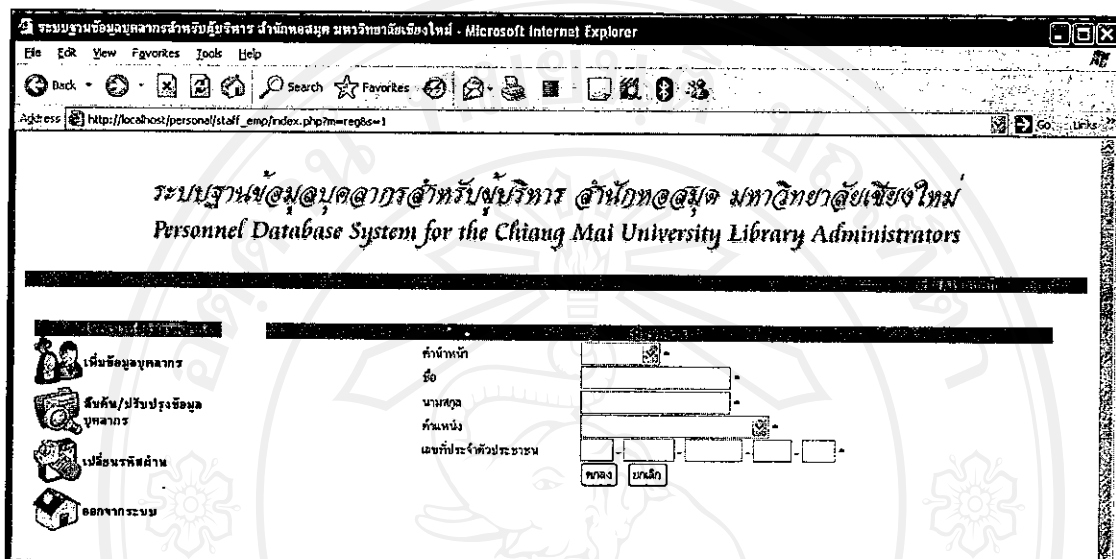 ระบบฐานข้อมูลบุคลากรสำหรับผู้บริหาร สำนักหอสมุด มหาวิทยาลัยเชียงใหม่ - Microsoft Internet Explorer
File Edit View Favorites Tools Help
Back Search Favorites
Address http://localhost/personal/staff_emp/index.php?m=reg&s=1 Go Links »
ระบบฐานข้อมูลบุคลากรสำหรับผู้บริหาร สำนักหอสมุด มหาวิทยาลัยเชียงใหม่
Personnel Database System for the Chiang Mai University Library Administrators
เพิ่มข้อมูลบุคลากร
สืบค้น/ปรับปรุงข้อมูล
บุคลากร
เปลี่ยนรหัสผ่าน
ออกจากระบบ
คำนำหน้า
ชื่อ
นามสกุล
ตำแหน่ง
เลขที่ประจำตัวประชาชน - - - -
ตกลง ยกเลิก